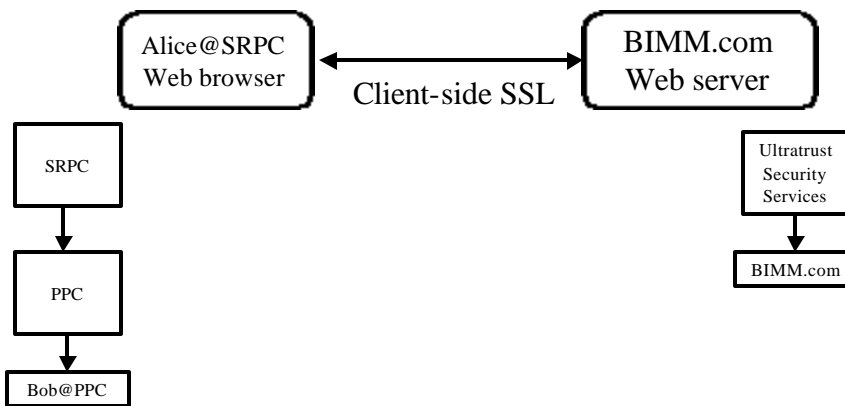 Alice@SRPC
Web browser
BIMM.com
Web server
Client-side SSL
SRPC
Ultratrust
Security
Services
PPC
BIMM.com
Bob@PPC